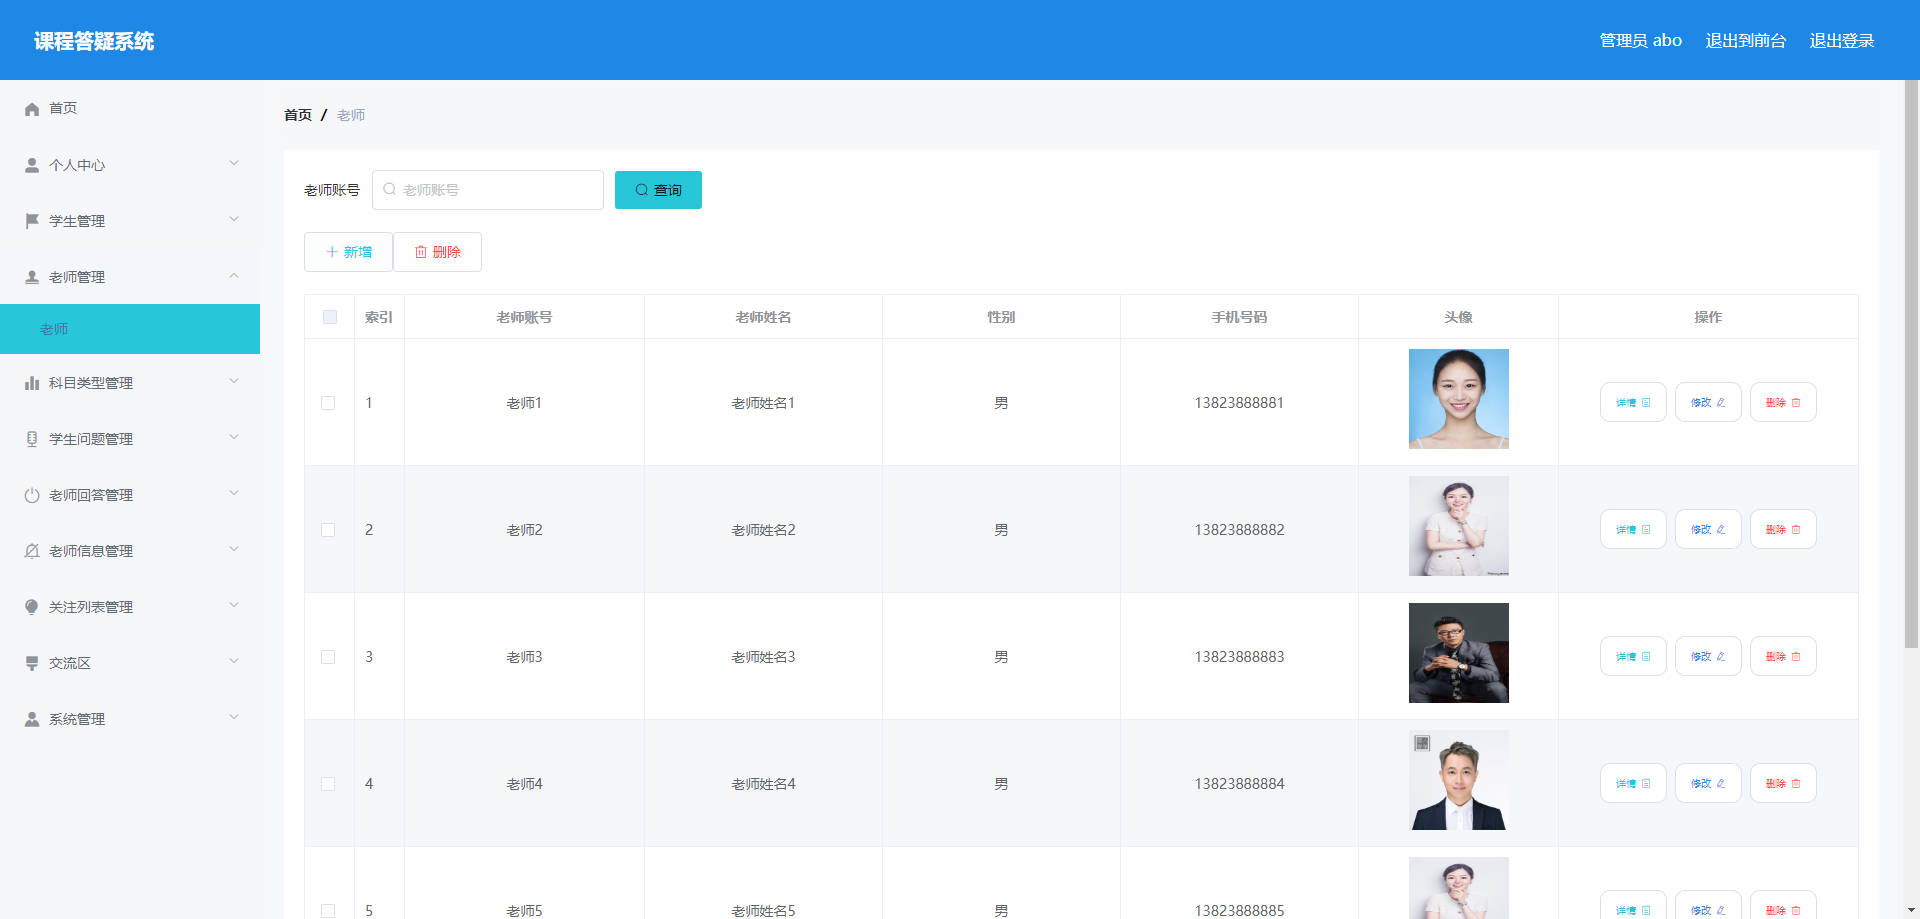 课程答疑系统
管理员 abo 退出到前台 退出登录
首页
个人中心
学生管理
老师管理
老师
科目类型管理
学生问题管理
老师回答管理
老师信息管理
关注列表管理
交流区
系统管理
首页 / 老师
老师账号 老师账号 查询
新增 删除
索引 老师账号 老师姓名 性别 手机号码 头像 操作
1 老师1 老师姓名1 男 13823888881 详情 修改 删除
2 老师2 老师姓名2 男 13823888882 详情 修改 删除
3 老师3 老师姓名3 男 13823888883 详情 修改 删除
4 老师4 老师姓名4 男 13823888884 详情 修改 删除
5 老师5 老师姓名5 男 13823888885 详情 修改 删除